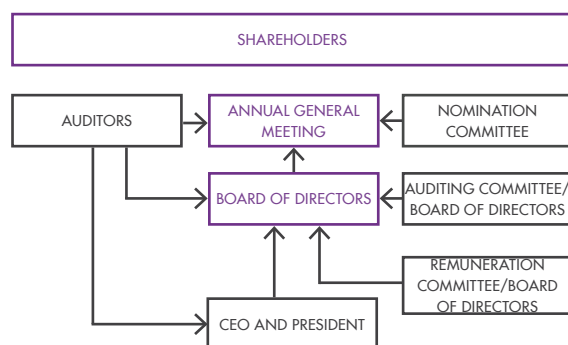 SHAREHOLDERS
AUDITORS
ANNUAL GENERAL
MEETING
NOMINATION
COMMITTEE
BOARD OF DIRECTORS
AUDITING COMMITTEE/
BOARD OF DIRECTORS
REMUNERATION
COMMITTEE/BOARD
OF DIRECTORS
CEO AND PRESIDENT